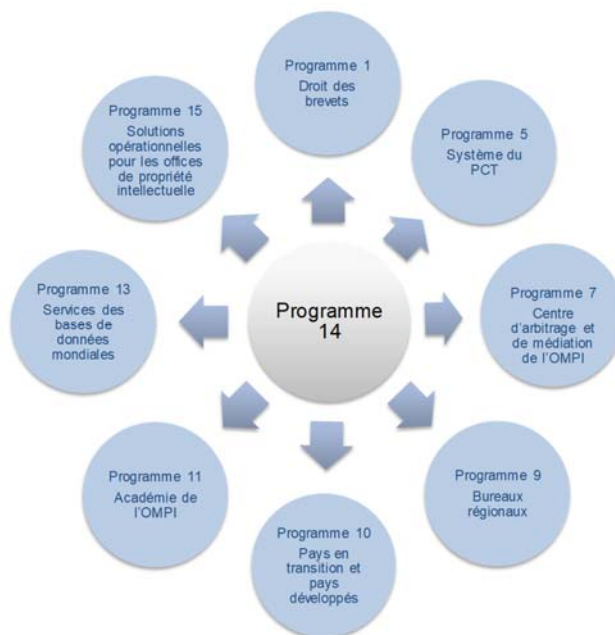 Programme 1
Droit des
brevets
Programme 5
Système du
PCT
Programme 7
Centre
d'arbitrage et
de médiation
de l'OMPI
Programme 9
Bureaux
régionaux
Programme 10
Pays en
transition et
pays
développés
Programme 11
Académie de
l'OMPI
Programme 13
Services des
bases de
données
mondiales
Programme 15
Solutions
opérationnelles
pour les offices
de propriété
intellectuelle
Programme
14